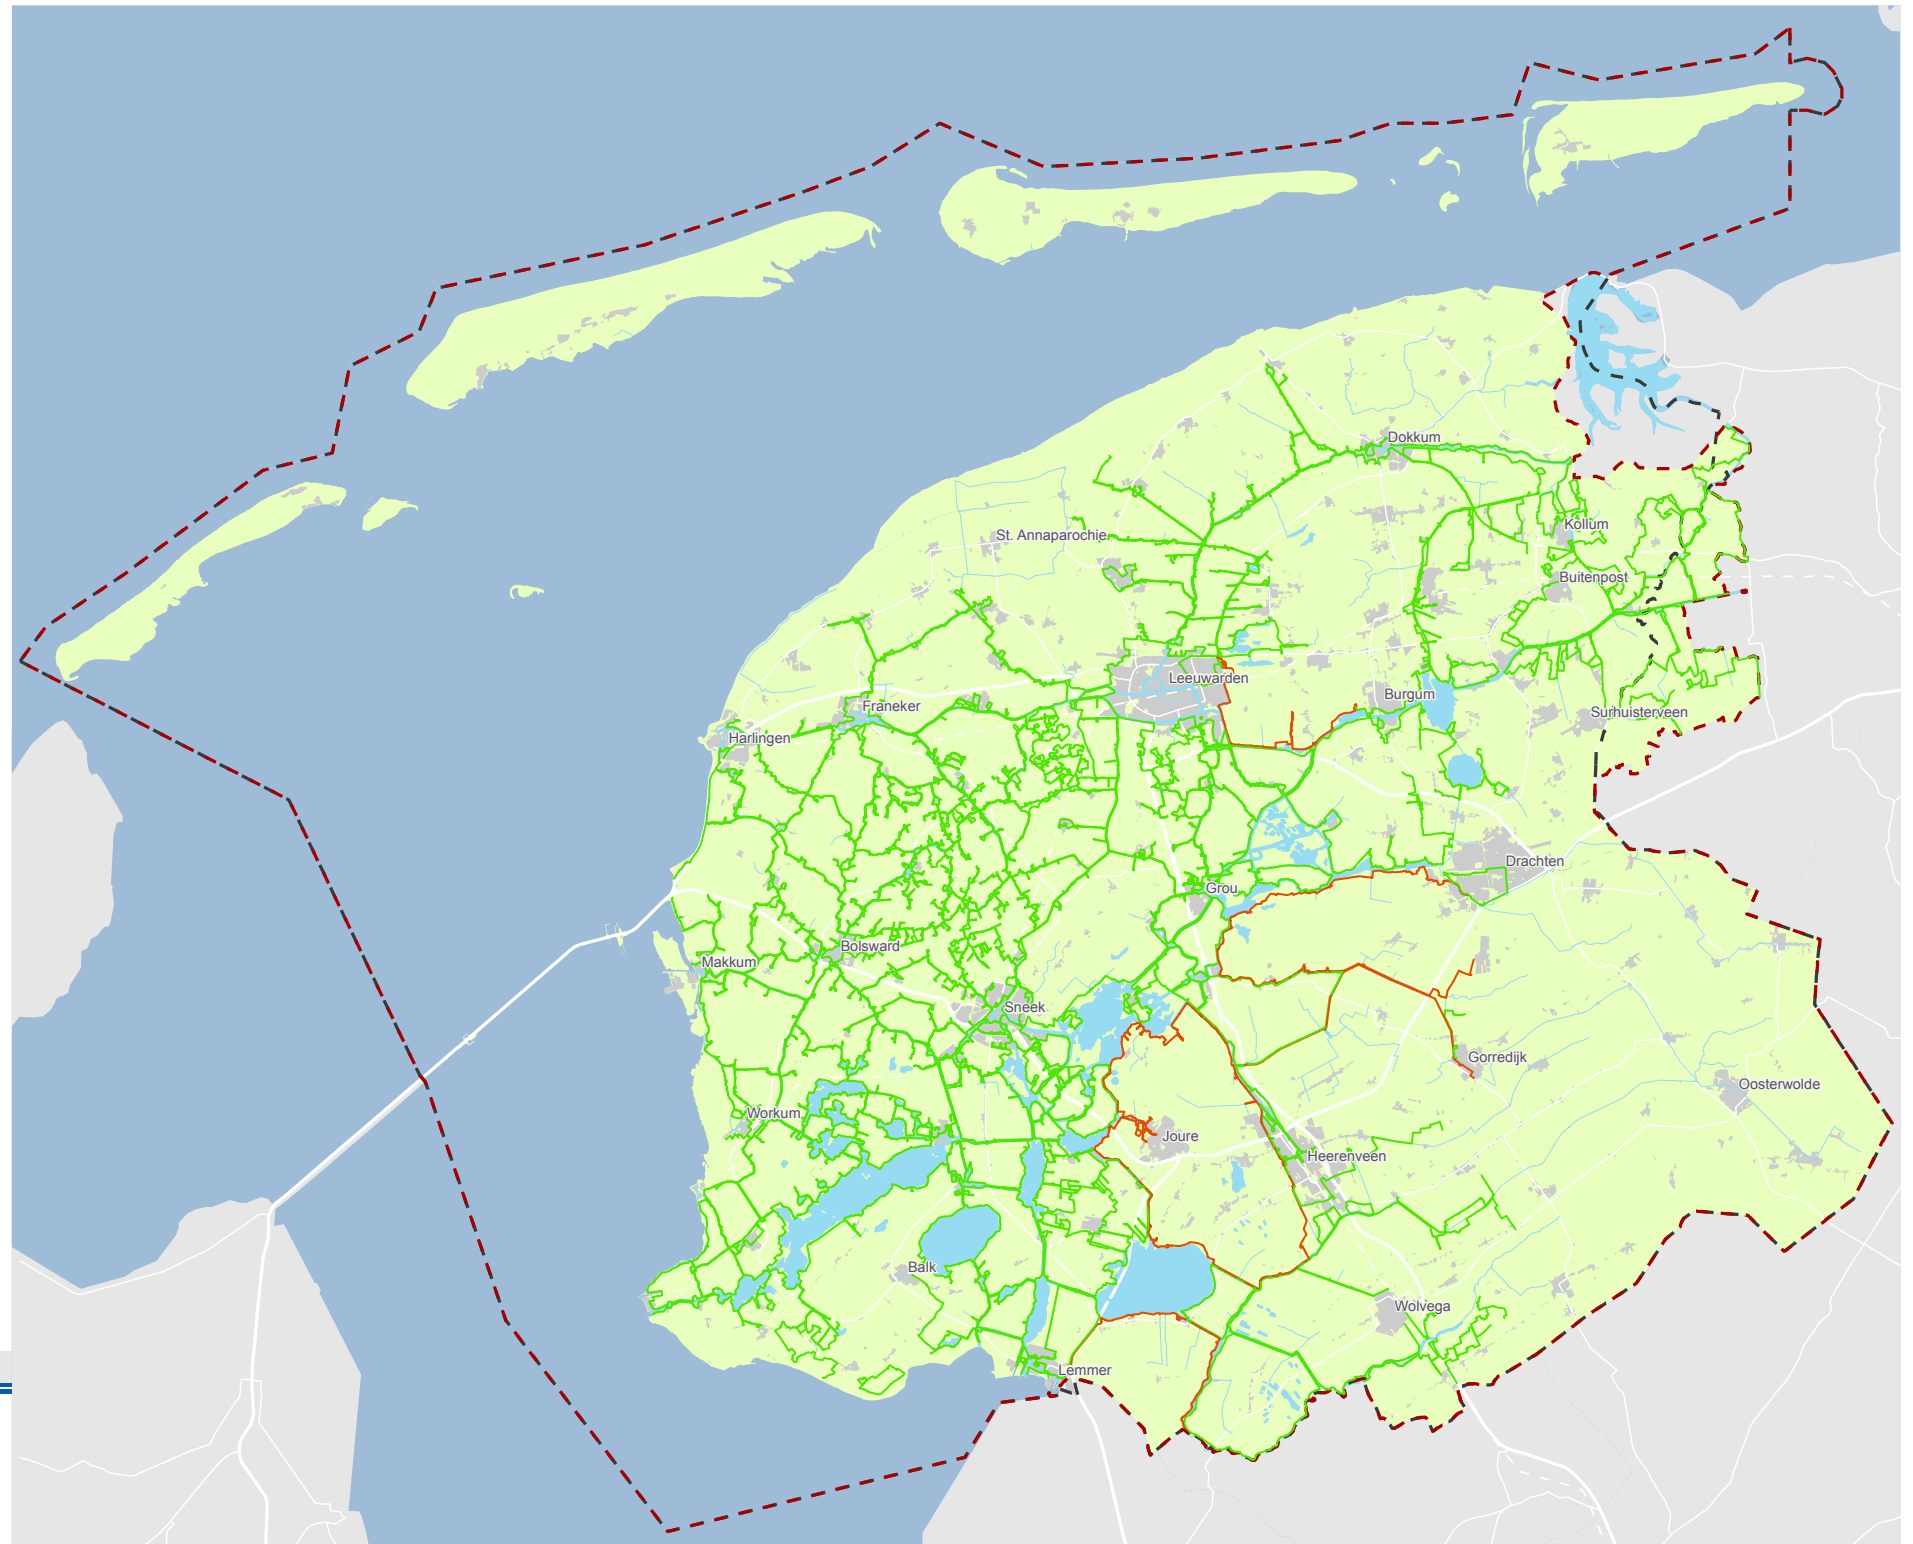 Dokkum
Kollum
St. Annaparochie
Buitenpost
Leeuwarden
Burgum
Franeker
Surhuisterveen
Harlingen
Drachten
Grou
Bolsward
Makkum
Sneek
Gorredijk
Oosterwolde
Workum
Joure
Heerenveen
Balk
Wolvega
Lemmer